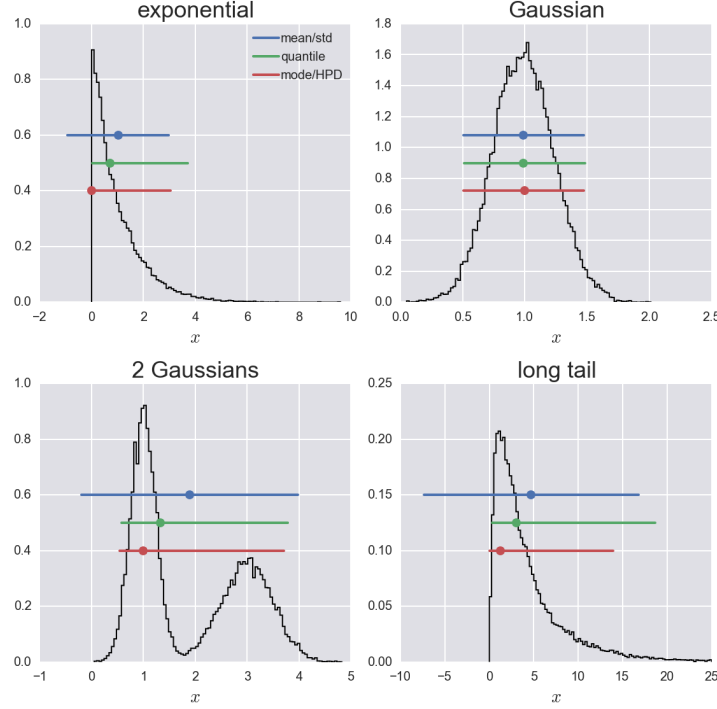 exponential
1.0
0.8
0.6
0.4
0.2
0.0
−2 0 2 4 6 8 10
x
mean/std
quantile
mode/HPD
Gaussian
1.8
1.6
1.4
1.2
1.0
0.8
0.6
0.4
0.2
0.0
0.0 0.5 1.0 1.5 2.0 2.5
x
2 Gaussians
1.0
0.8
0.6
0.4
0.2
0.0
−1 0 1 2 3 4 5
x
long tail
0.25
0.20
0.15
0.10
0.05
0.00
−10 −5 0 5 10 15 20 25
x